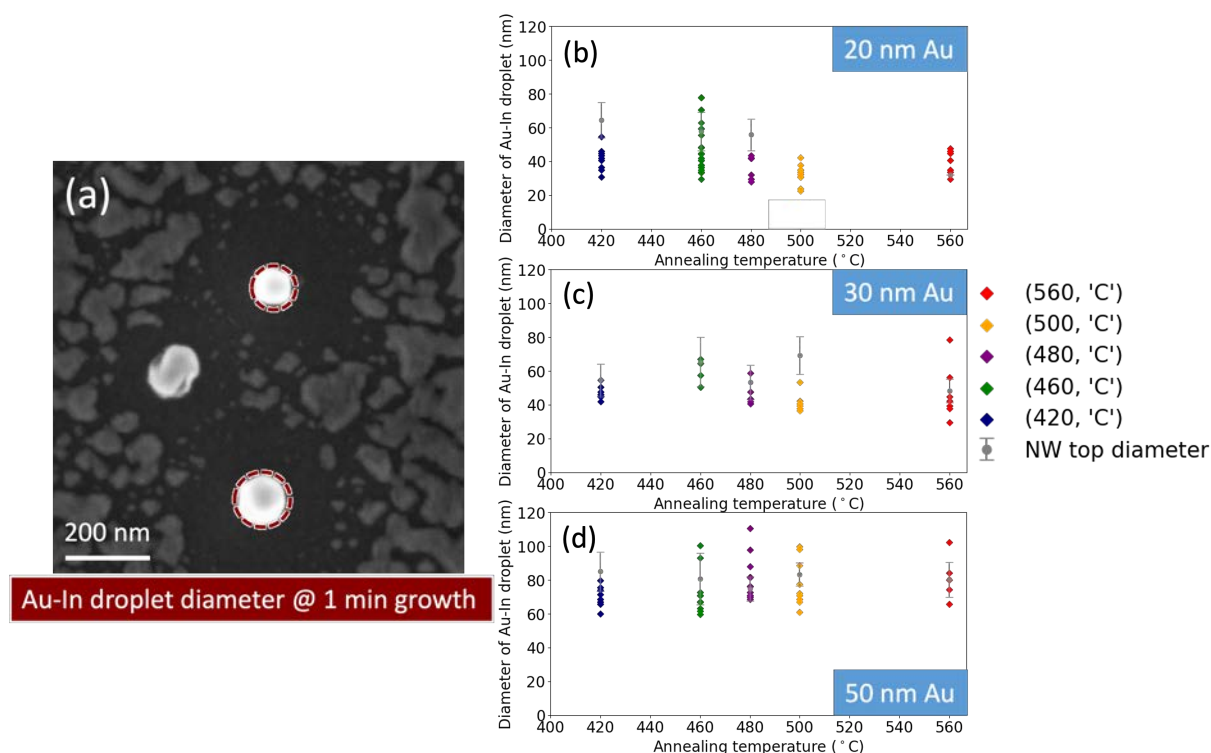 (a)
200 nm
Au-In droplet diameter @ 1 min growth
(b)
20 nm Au
Diameter of Au-In droplet (nm)
120
100
80
60
40
20
0
400 420 440 460 480 500 520 540 560
Annealing temperature (°C)
(c)
30 nm Au
Diameter of Au-In droplet (nm)
120
100
80
60
40
20
0
400 420 440 460 480 500 520 540 560
Annealing temperature (°C)
(d)
50 nm Au
Diameter of Au-In droplet (nm)
120
100
80
60
40
20
0
400 420 440 460 480 500 520 540 560
Annealing temperature (°C)
(560, 'C')
(500, 'C')
(480, 'C')
(460, 'C')
(420, 'C')
NW top diameter